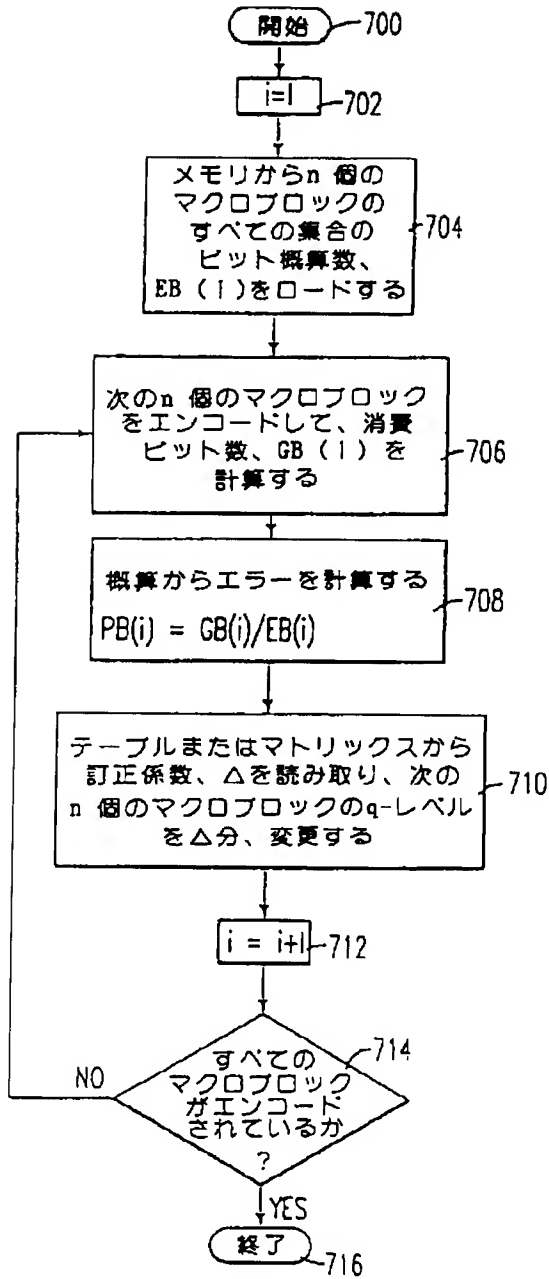 開始
700
i=1
702
メモリからn 個の
マクロブロックの
すべての集合の
ビット概算数、
EB (i)をロードする
704
次のn 個のマクロブロック
をエンコードして、消費
ビット数、GB (i) を
計算する
706
概算からエラーを計算する
PB(i) = GB(i)/EB(i)
708
テーブルまたはマトリックスから
訂正係数、△を読み取り、次の
n 個のマクロブロックのq-レベル
を△分、変更する
710
i = i+1
712
すべての
マクロブロック
がエンコード
されているか
?
714
NO
YES
終了
716